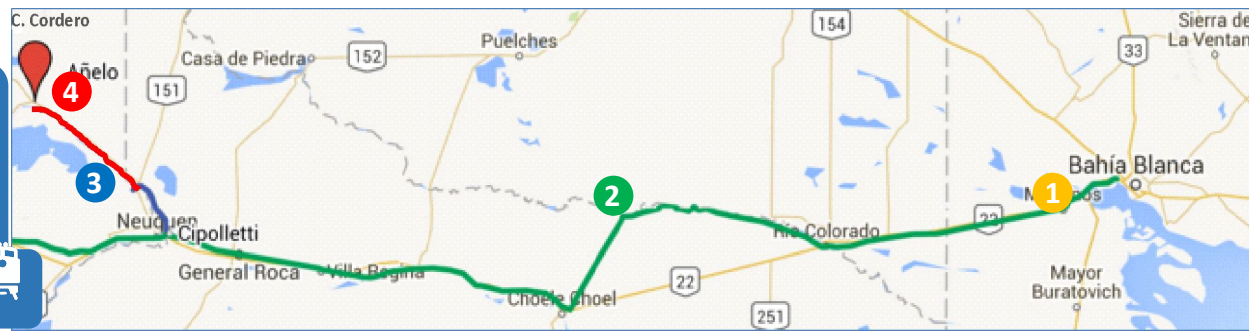 C. Cordero
Añelo
4
3
151
Casa de Piedra
152
Puelches
154
33
Sierra de
La Ventan
Bahía Blanca
1
2
22
Río Colorado
Neuquen
Cipolletti
General Roca
Villa Regina
Choele Choel
22
251
Mayor
Buratovich